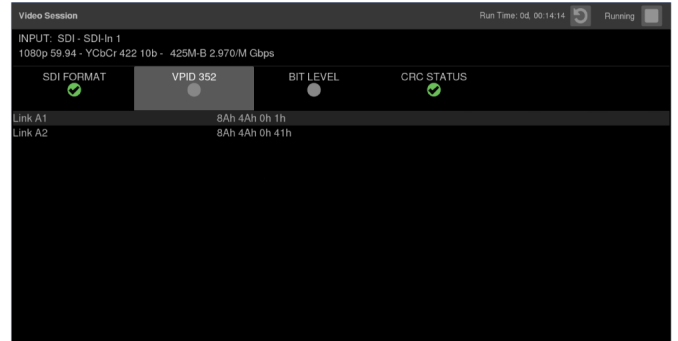 Video Session
Run Time: 0d, 00:14:14
Running
INPUT: SDI - SDI-In 1
1080p 59.94 - YCbCr 422 10b - 425M-B 2.970/M Gbps
SDI FORMAT
VPID 352
BIT LEVEL
CRC STATUS
Link A1 8Ah 4Ah 0h 1h
Link A2 8Ah 4Ah 0h 41h